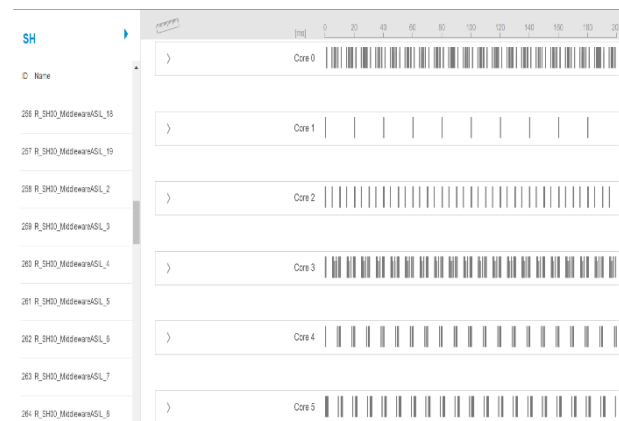 SH
ID Name
256 R_SH00_MiddlewareASIL_18
257 R_SH00_MiddlewareASIL_19
258 R_SH00_MiddlewareASIL_2
259 R_SH00_MiddlewareASIL_3
260 R_SH00_MiddlewareASIL_4
261 R_SH00_MiddlewareASIL_5
262 R_SH00_MiddlewareASIL_6
263 R_SH00_MiddlewareASIL_7
264 R_SH00_MiddlewareASIL_8
[ms] 0 20 40 60 80 100 120 140 160 180 20
Core 0
Core 1
Core 2
Core 3
Core 4
Core 5